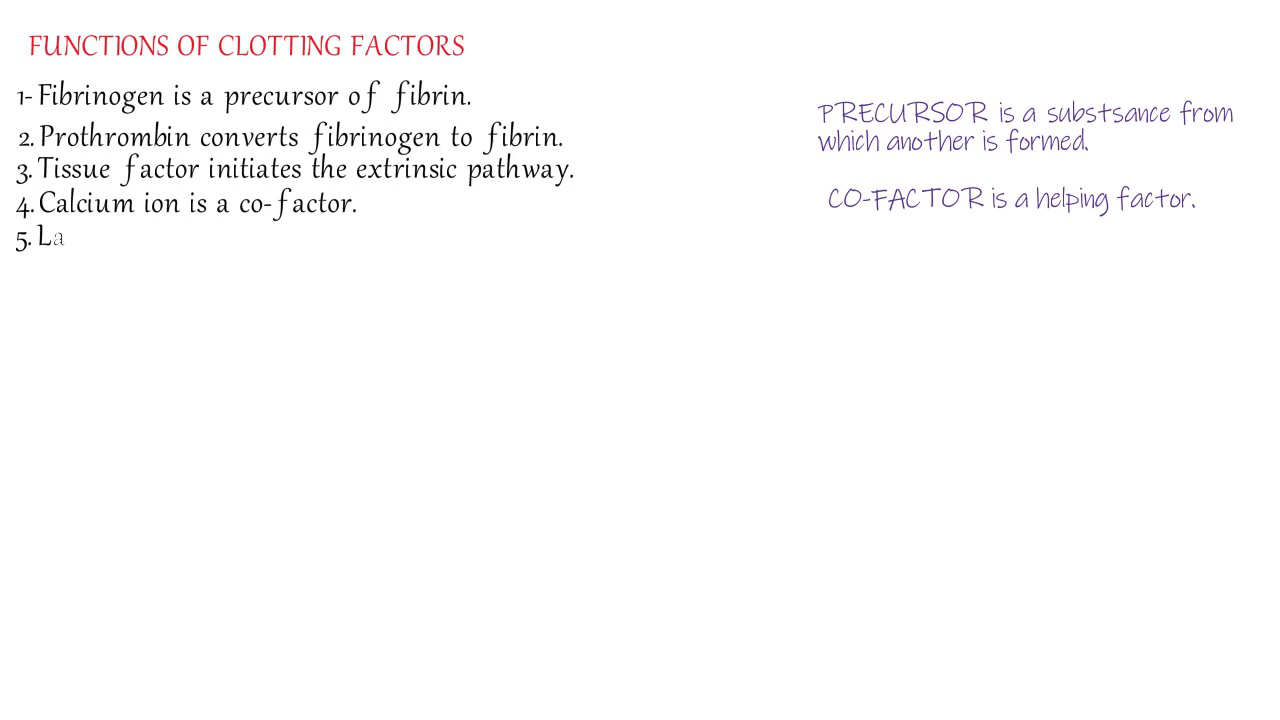 FUNCTIONS OF CLOTTING FACTORS
1- Fibrinogen is a precursor of fibrin.
2. Prothrombin converts fibrinogen to fibrin.
3. Tissue factor initiates the extrinsic pathway.
4. Calcium ion is a co-factor.
5. La
PRECURSOR is a substsance from
which another is formed.
CO-FACTOR is a helping factor.